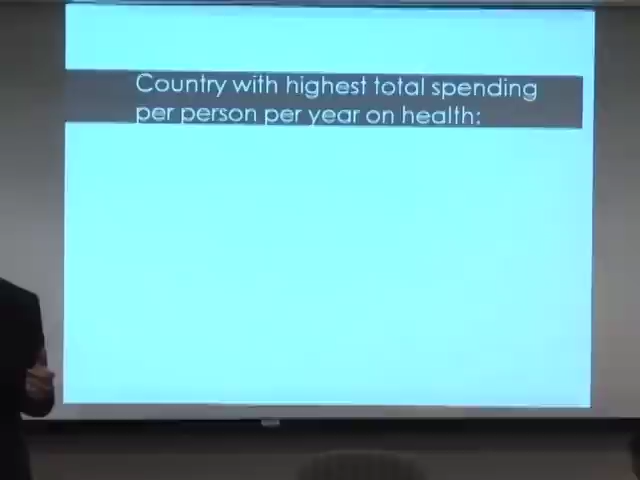 Country with highest total spending
per person per year on health: